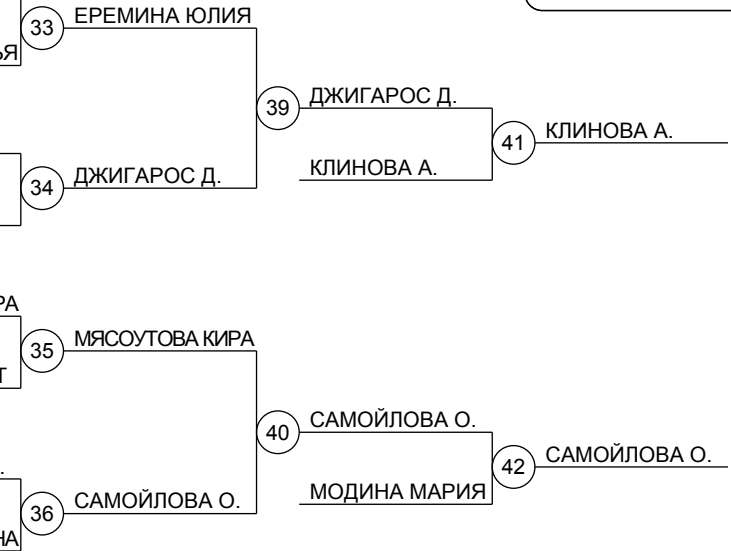 ЕРЕМИНА ЮЛИЯ
33
ДЖИГАРОС Д.
39
КЛИНОВА А.
41
КЛИНОВА А.
ДЖИГАРОС Д.
34
МЯСОУТОВА КИРА
35
САМОЙЛОВА О.
40
САМОЙЛОВА О.
42
МОДИНА МАРИЯ
САМОЙЛОВА О.
36